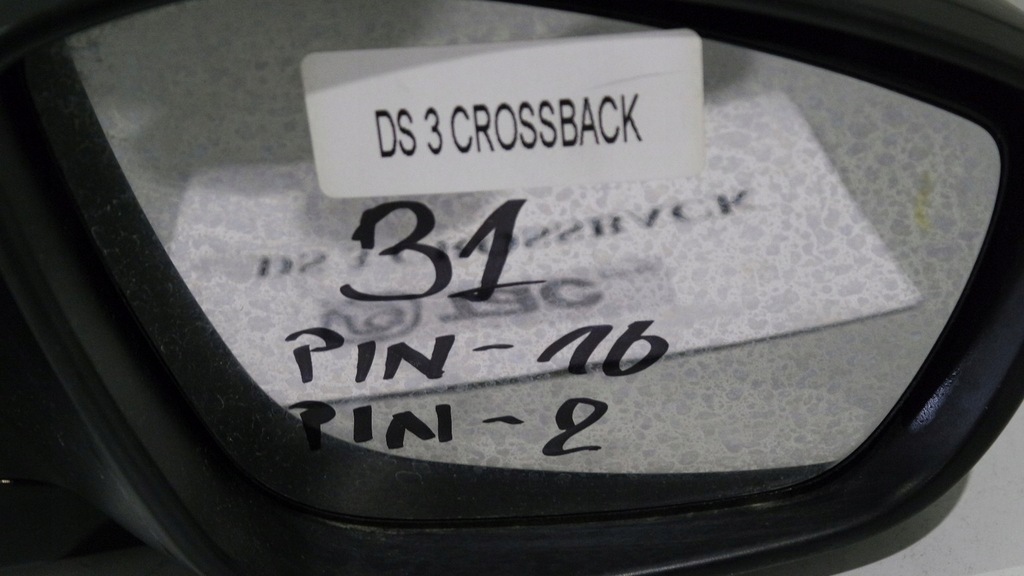 DS 3 CROSSBACK
31
PIN - 16
PIN - 2